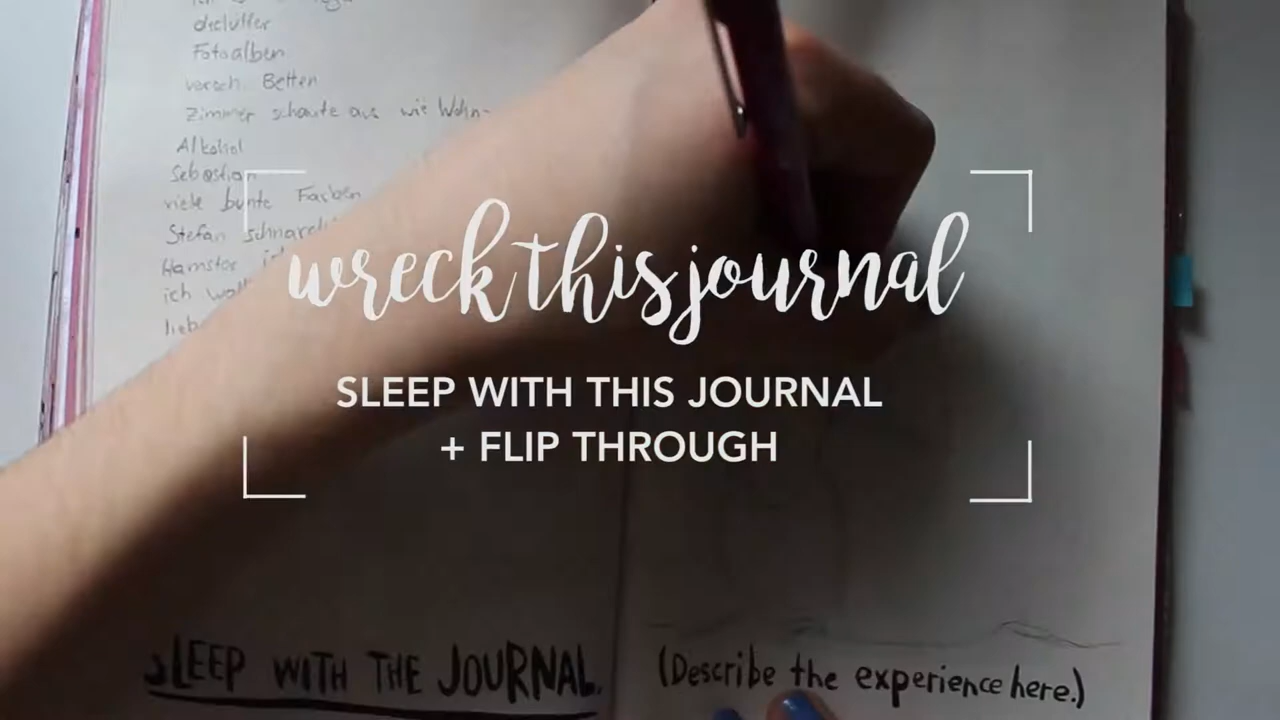 declutter
Fotoalben
versch. Betten
Zimmer schaute aus wie Wohn-
Alkohol
Sebastian
viele bunte Farben
Stefan schnarcht
Hamster
ich
wreck this journal
SLEEP WITH THIS JOURNAL
+ FLIP THROUGH
SLEEP WITH THE JOURNAL.
(Describe the experience here.)